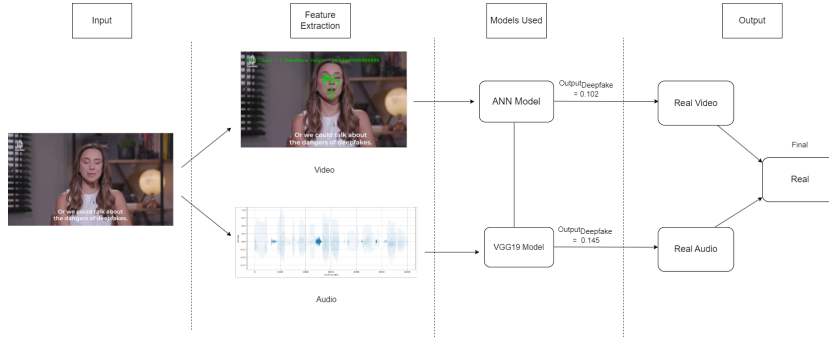 Input
Feature
Extraction
Models Used
Output
Or we could talk about
the dangers of deepfakes.
Video
ANN Model
Output_Deepfake
= 0.102
Real Video
Final
Real
Or we could talk about
the dangers of deepfakes.
Audio
VGG19 Model
Output_Deepfake
= 0.145
Real Audio